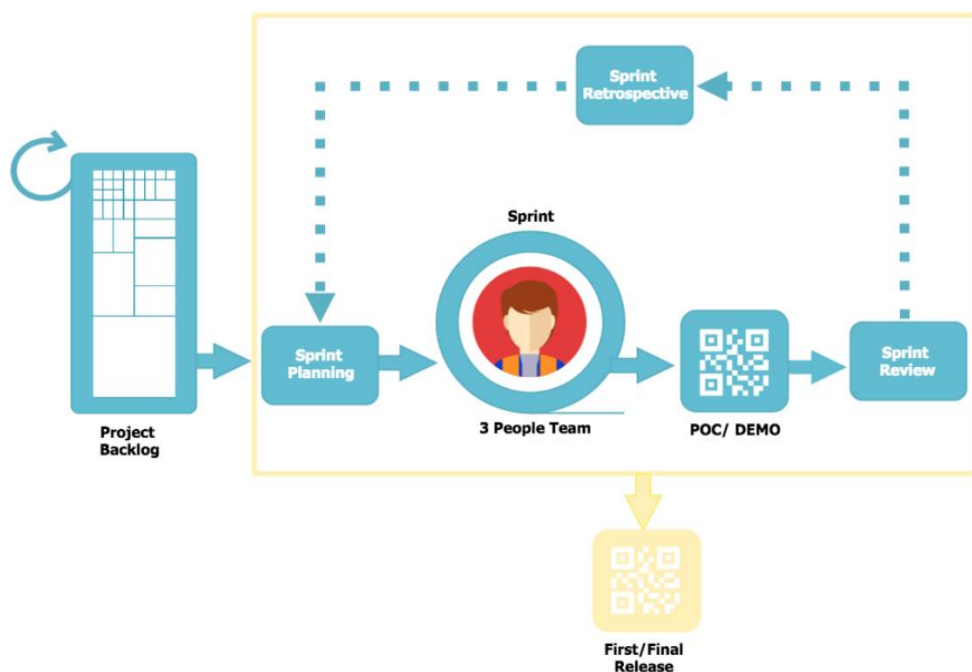 Sprint
Retrospective
Sprint
Sprint
Planning
Sprint
Review
3 People Team
POC/ DEMO
Project
Backlog
First/Final
Release